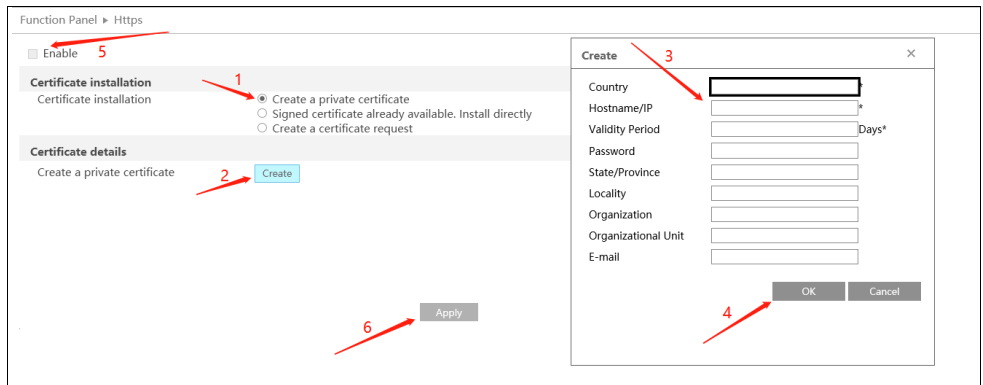 Function Panel ▸ Https
Enable 5
Certificate installation
Certificate installation
1
Create a private certificate
Signed certificate already available. Install directly
Create a certificate request
Certificate details
Create a private certificate 2 Create
6 Apply
Create 3 ×
Country *
Hostname/IP *
Validity Period Days*
Password
State/Province
Locality
Organization
Organizational Unit
E-mail
OK Cancel
4